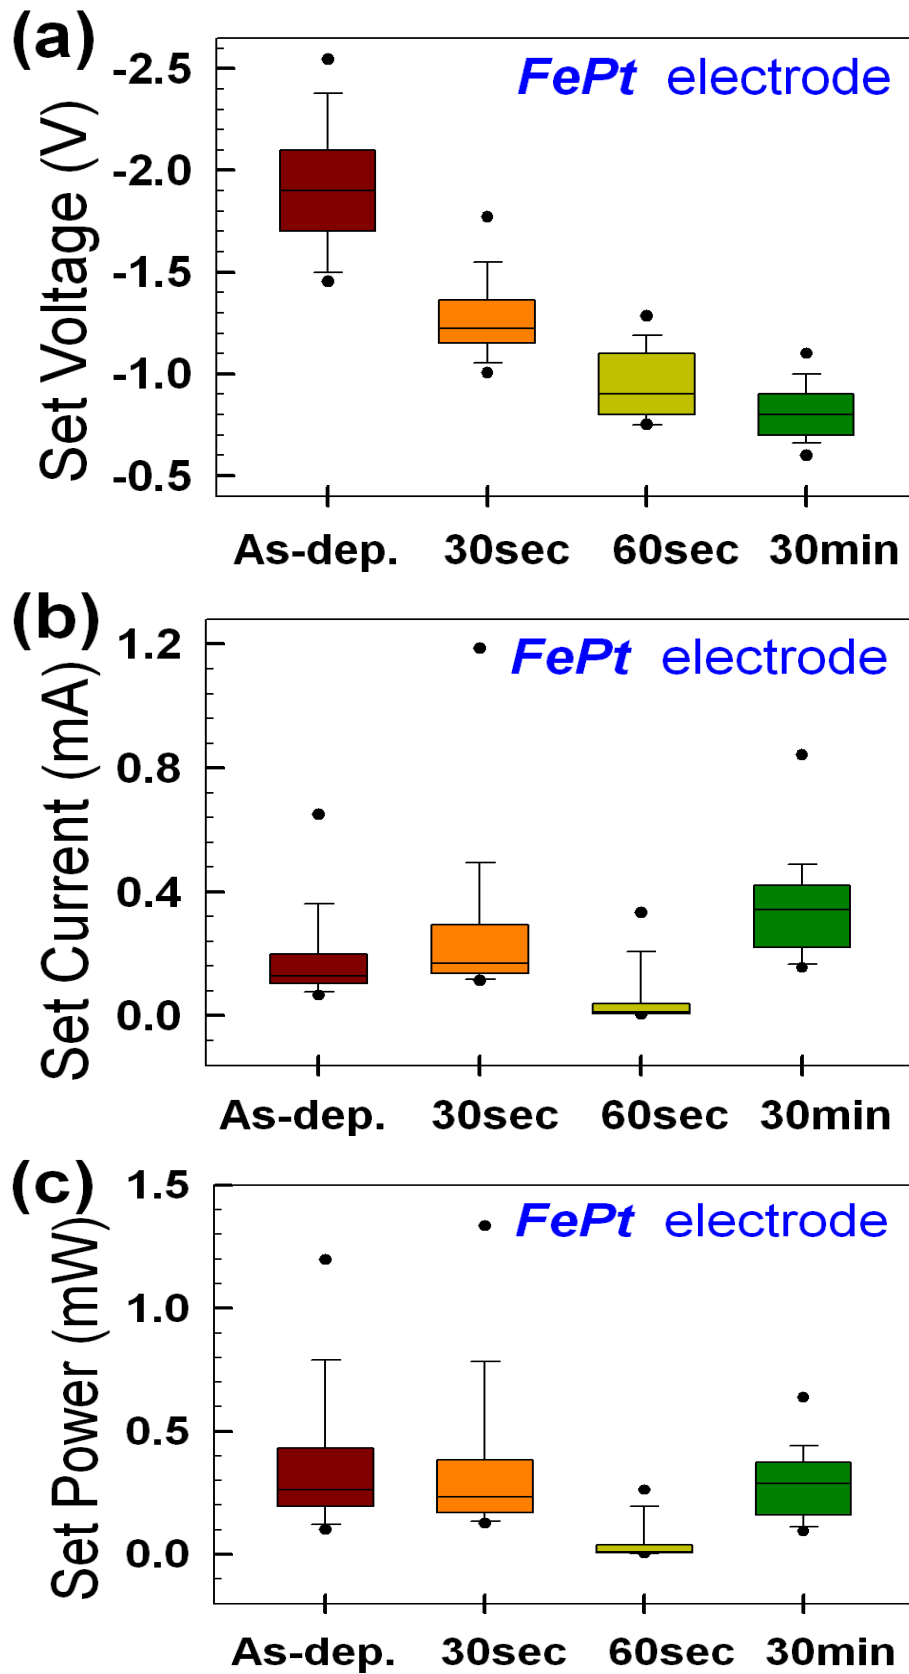 (a)
FePt electrode
Set Voltage (V)
-2.5
-2.0
-1.5
-1.0
-0.5
As-dep. 30sec 60sec 30min
(b)
FePt electrode
Set Current (mA)
1.2
0.8
0.4
0.0
As-dep. 30sec 60sec 30min
(c)
FePt electrode
Set Power (mW)
1.5
1.0
0.5
0.0
As-dep. 30sec 60sec 30min